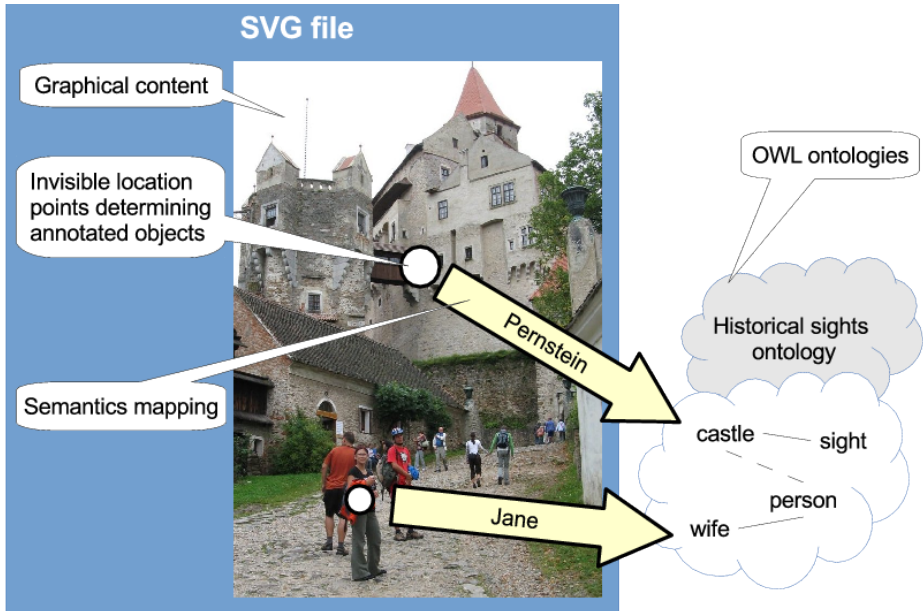 SVG file
Graphical content
Invisible location
points determining
annotated objects
Semantics mapping
Pernstein
Jane
OWL ontologies
Historical sights
ontology
castle
sight
person
wife